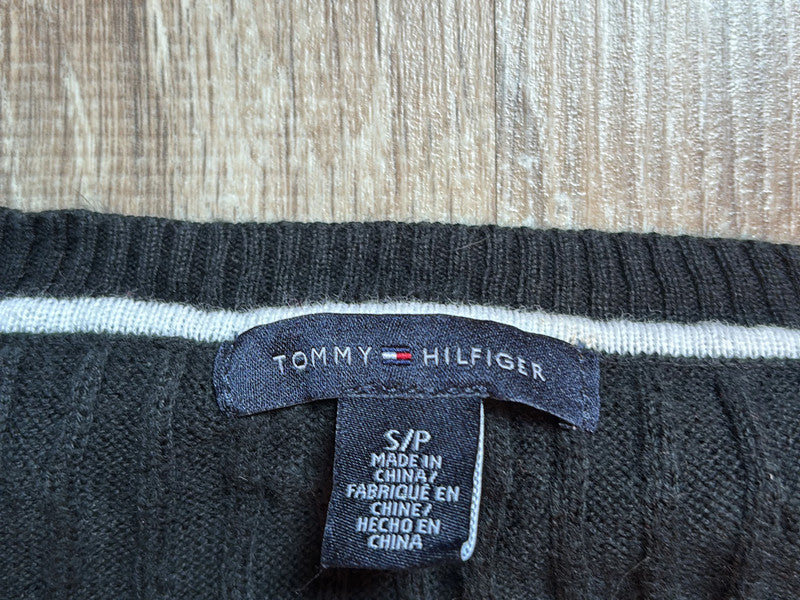 TOMMY HILFIGER
S/P
MADE IN
CHINA/
FABRIQUÉ EN
CHINE/
HECHO EN
CHINA